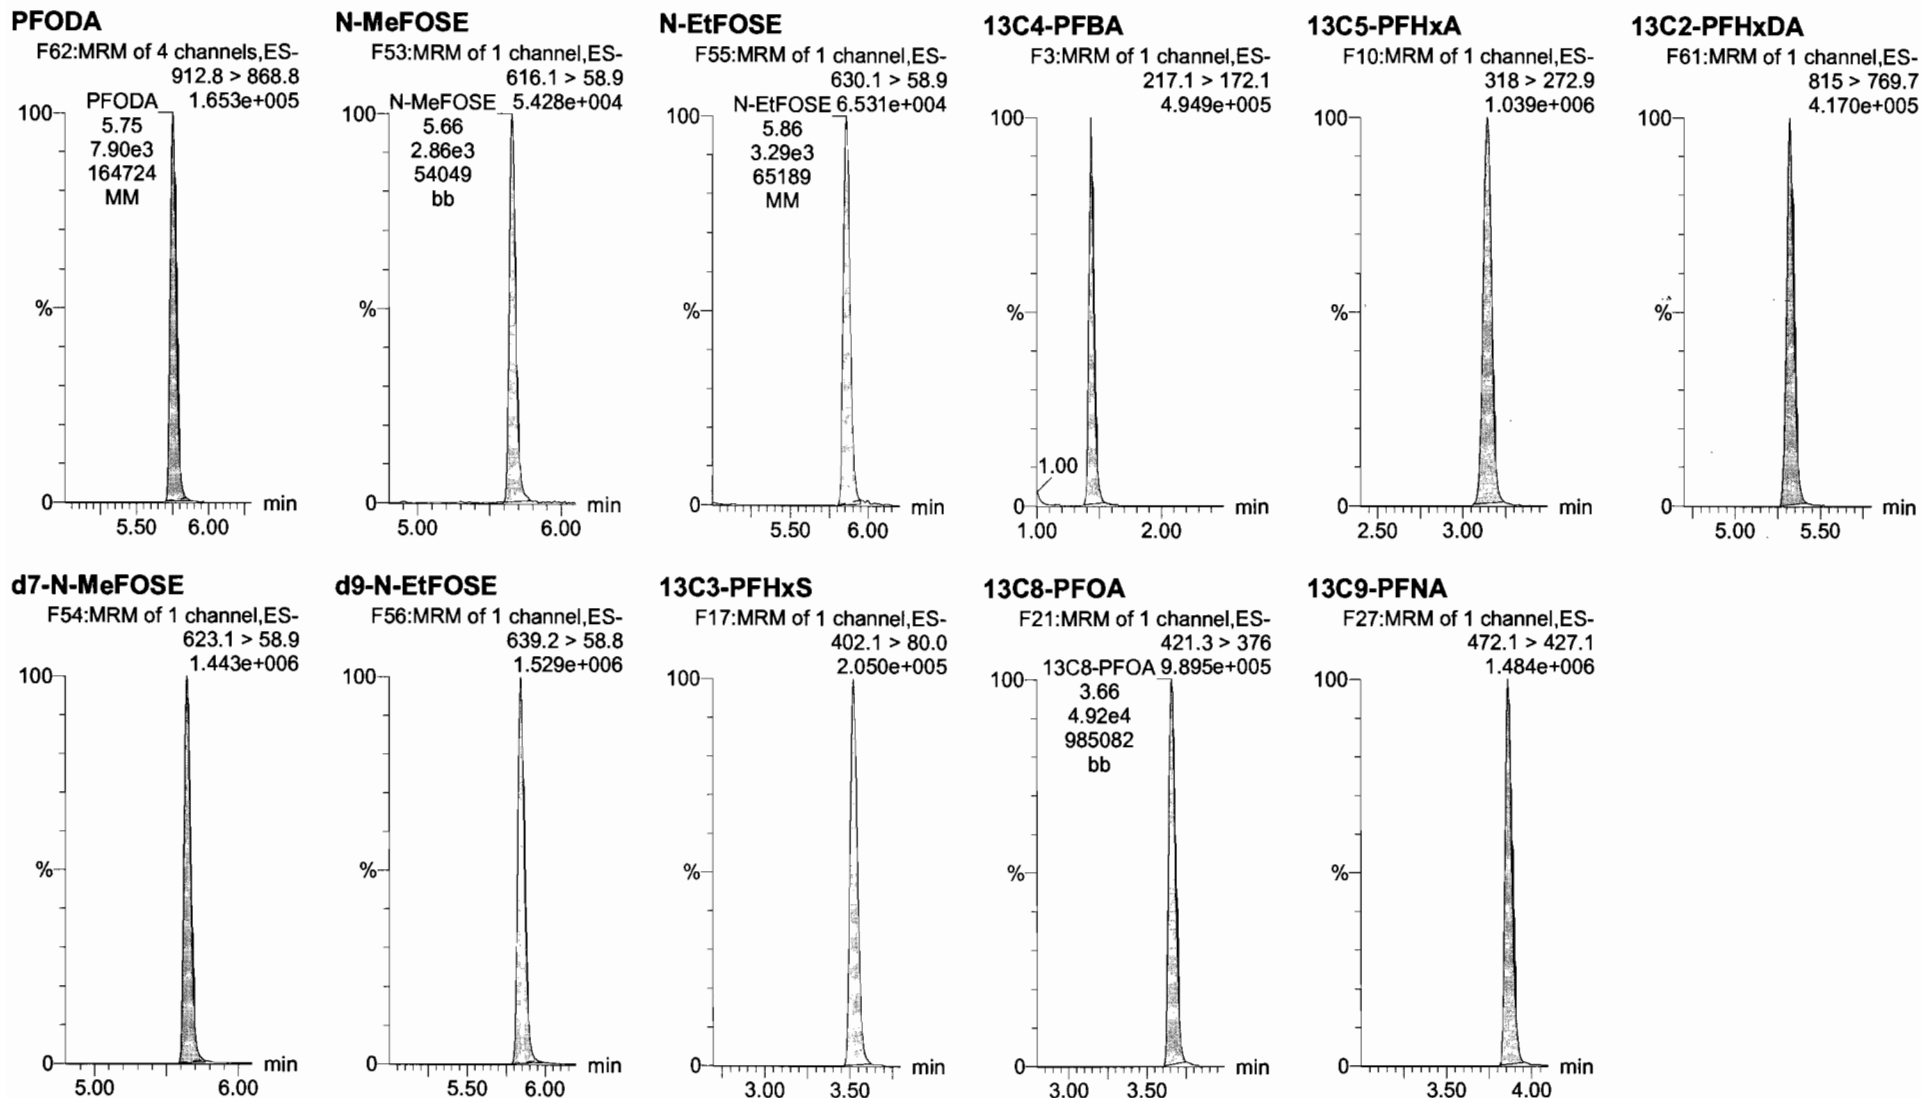 PFODA
F62:MRM of 4 channels,ES-
912.8 > 868.8
1.653e+005
PFODA
5.75
7.90e3
164724
MM
100
%
0
5.50 6.00 min
N-MeFOSE
F53:MRM of 1 channel,ES-
616.1 > 58.9
N-MeFOSE 5.428e+004
5.66
2.86e3
54049
bb
100
%
0
5.00 6.00 min
N-EtFOSE
F55:MRM of 1 channel,ES-
630.1 > 58.9
N-EtFOSE 6.531e+004
5.86
3.29e3
65189
MM
100
%
0
5.50 6.00 min
13C4-PFBA
F3:MRM of 1 channel,ES-
217.1 > 172.1
4.949e+005
100
%
1.00
0
1.00 2.00 min
13C5-PFHxA
F10:MRM of 1 channel,ES-
318 > 272.9
1.039e+006
100
%
0
2.50 3.00 min
13C2-PFHxDA
F61:MRM of 1 channel,ES-
815 > 769.7
4.170e+005
100
%
0
5.00 5.50 min
d7-N-MeFOSE
F54:MRM of 1 channel,ES-
623.1 > 58.9
1.443e+006
100
%
0
5.00 6.00 min
d9-N-EtFOSE
F56:MRM of 1 channel,ES-
639.2 > 58.8
1.529e+006
100
%
0
5.50 6.00 min
13C3-PFHxS
F17:MRM of 1 channel,ES-
402.1 > 80.0
2.050e+005
100
%
0
3.00 3.50 min
13C8-PFOA
F21:MRM of 1 channel,ES-
421.3 > 376
13C8-PFOA 9.895e+005
3.66
4.92e4
985082
bb
100
%
0
3.00 3.50 min
13C9-PFNA
F27:MRM of 1 channel,ES-
472.1 > 427.1
1.484e+006
100
%
0
3.50 4.00 min